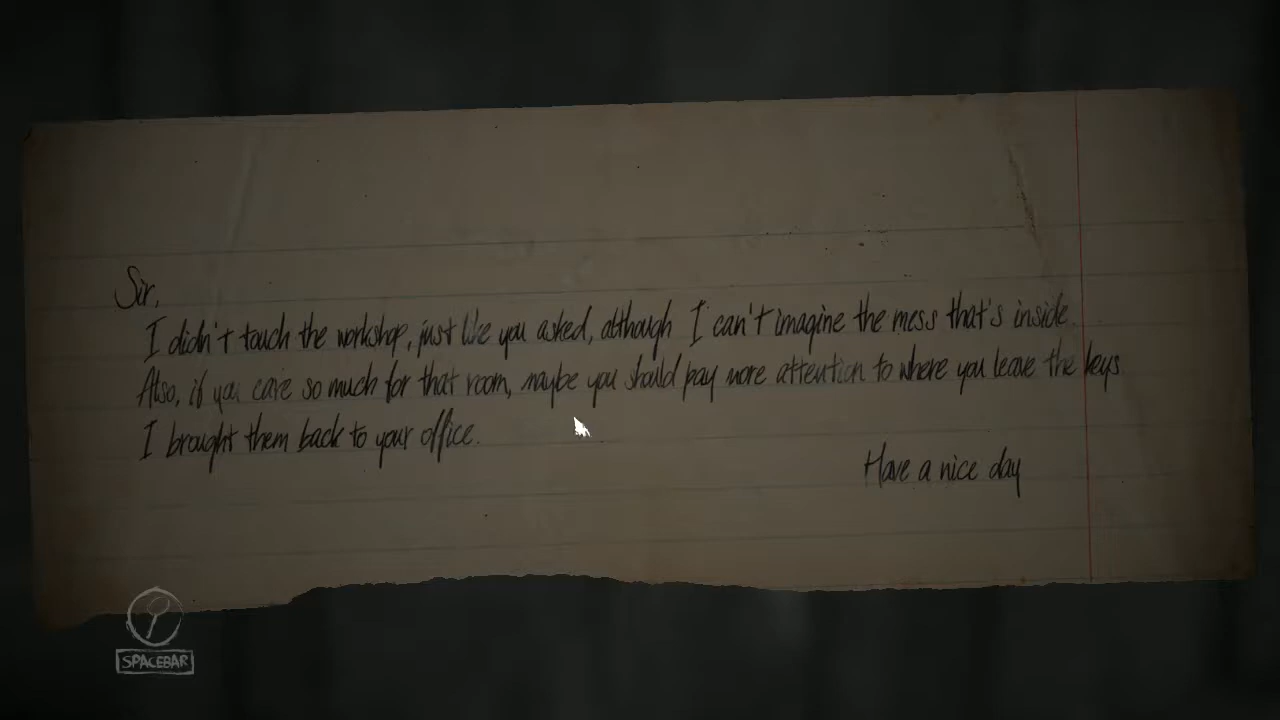 Sir,
I didn't touch the workshop, just like you asked, although I can't imagine the mess that's inside.
Also, if you care so much for that room, maybe you should pay more attention to where you leave the keys.
I brought them back to your office.
Have a nice day
SPACEBAR